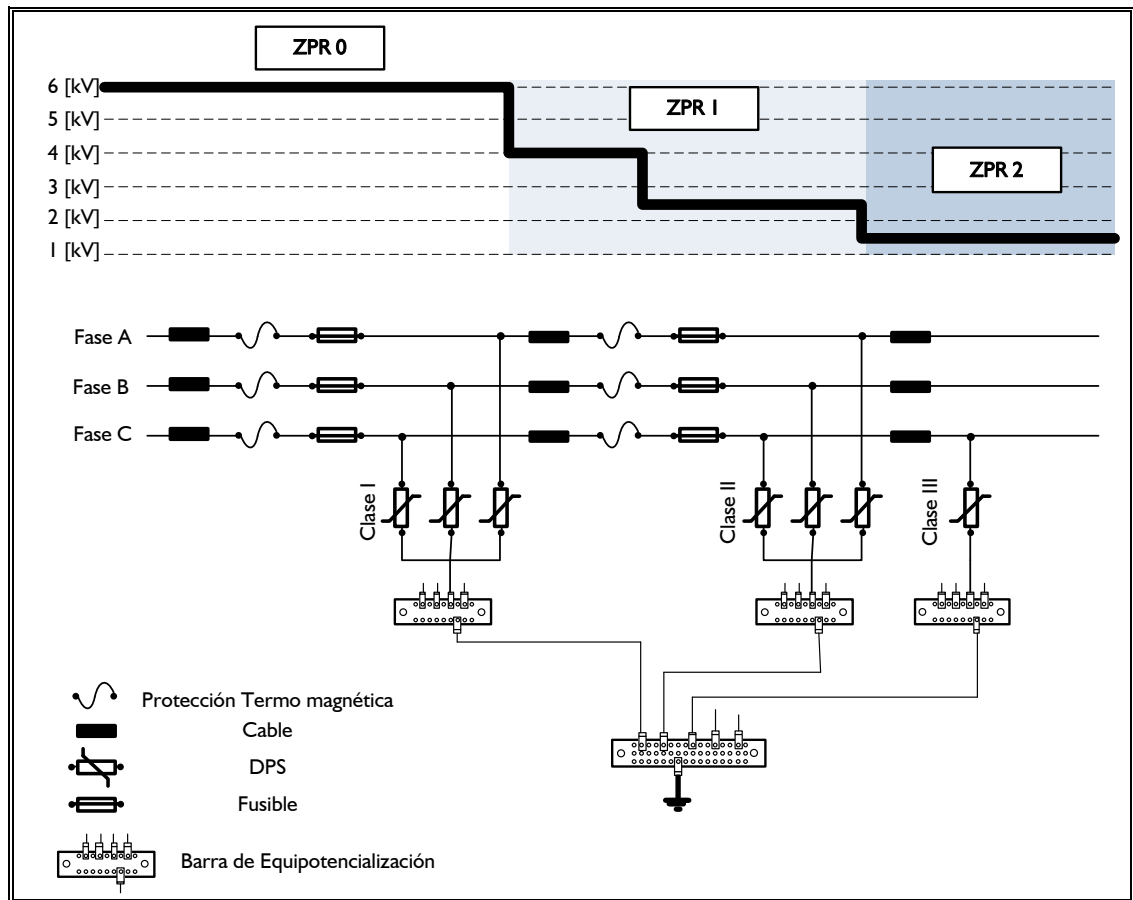 ZPR 0
6 [kV]
5 [kV]
4 [kV]
3 [kV]
2 [kV]
1 [kV]
ZPR 1
ZPR 2
Fase A
Fase B
Fase C
Clase I
Clase II
Clase III
Protección Termo magnética
Cable
DPS
Fusible
Barra de Equipotencialización